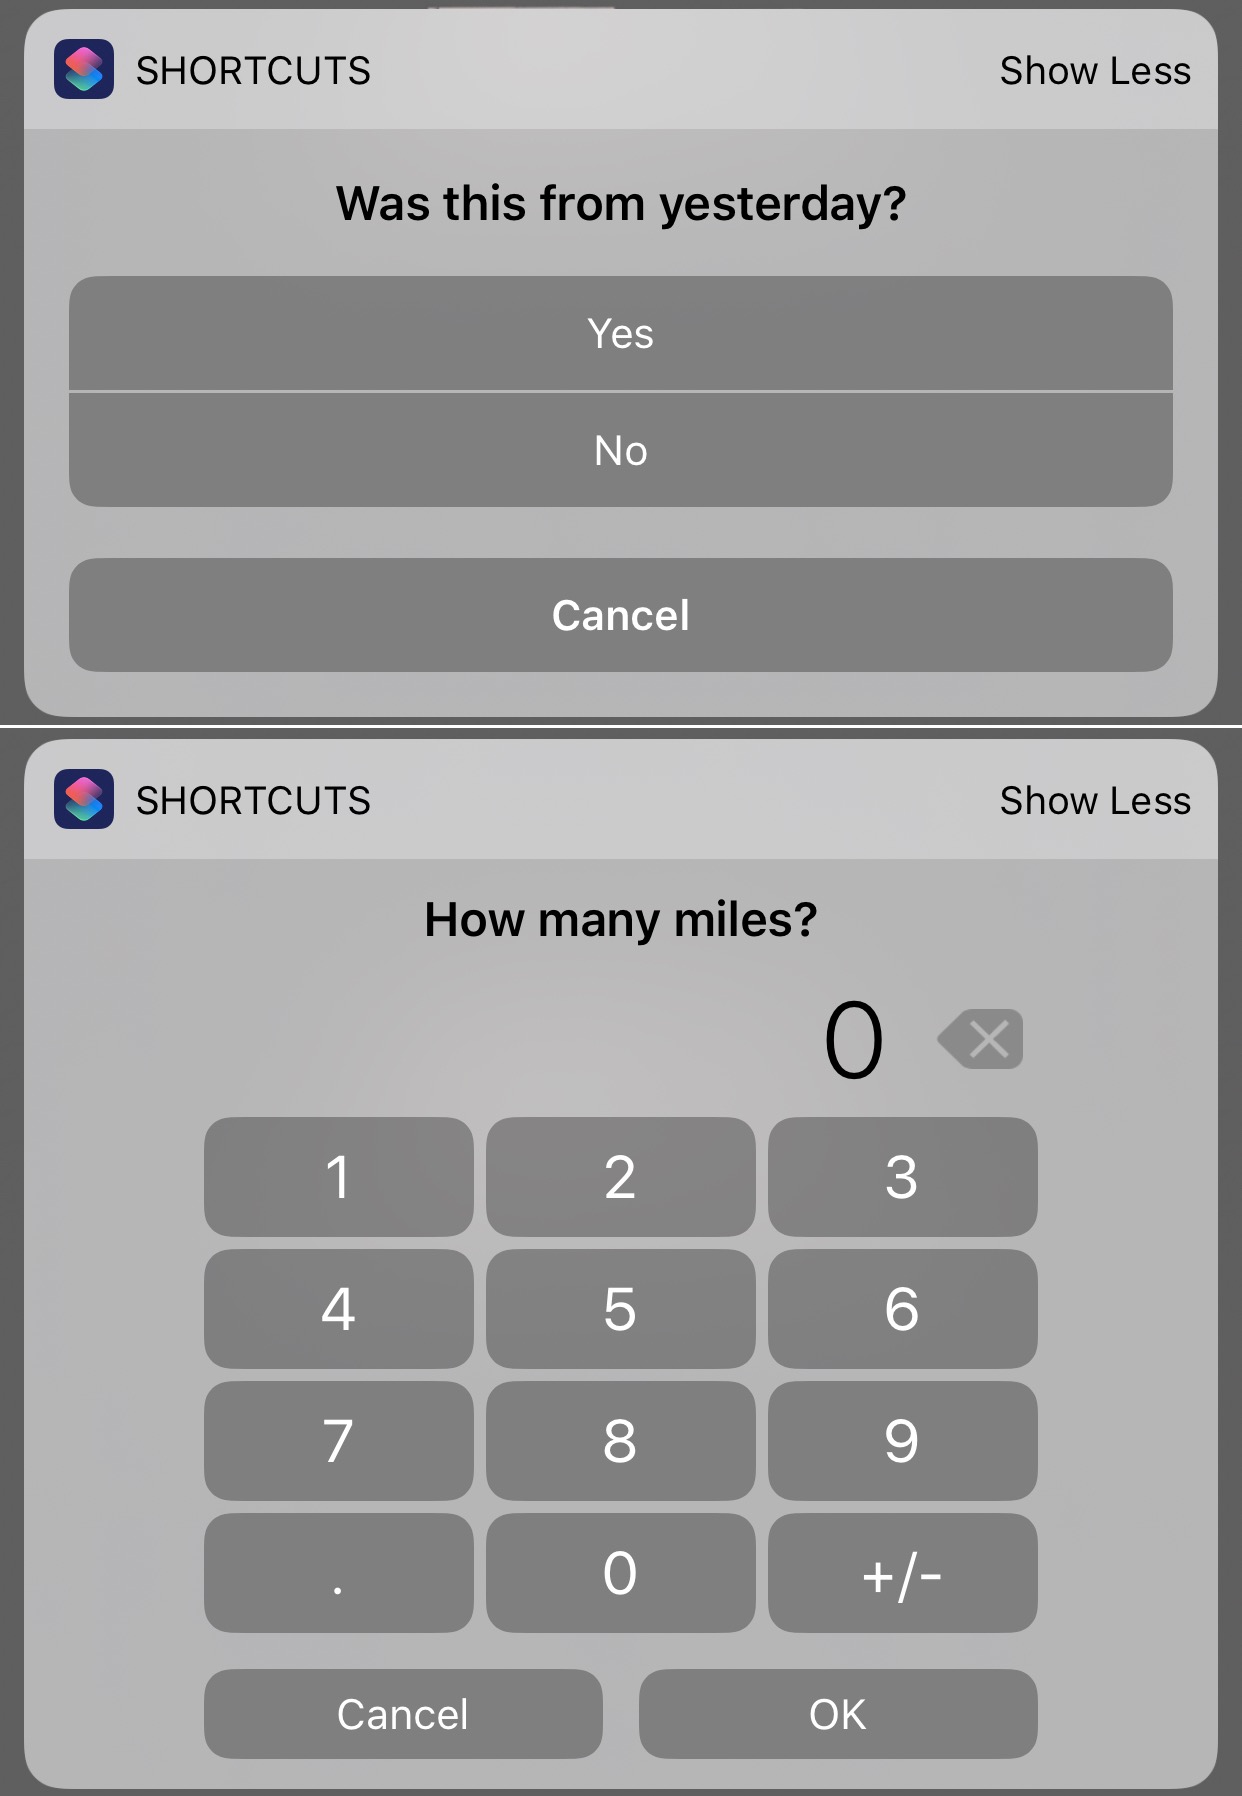 SHORTCUTS Show Less
Was this from yesterday?
Yes
No
Cancel
SHORTCUTS Show Less
How many miles?
0
1 2 3
4 5 6
7 8 9
. 0 +/-
Cancel OK